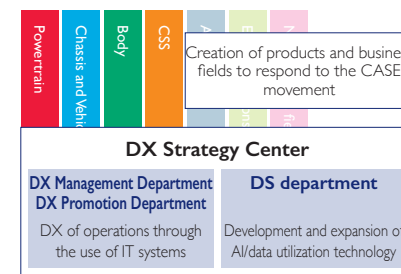 Powertrain
Chassis and Vehic
Body
CSS
Creation of products and busine
fields to respond to the CASE
movement
DX Strategy Center
DX Management Department
DX Promotion Department
DX of operations through
the use of IT systems
DS department
Development and expansion of
AI/data utilization technology